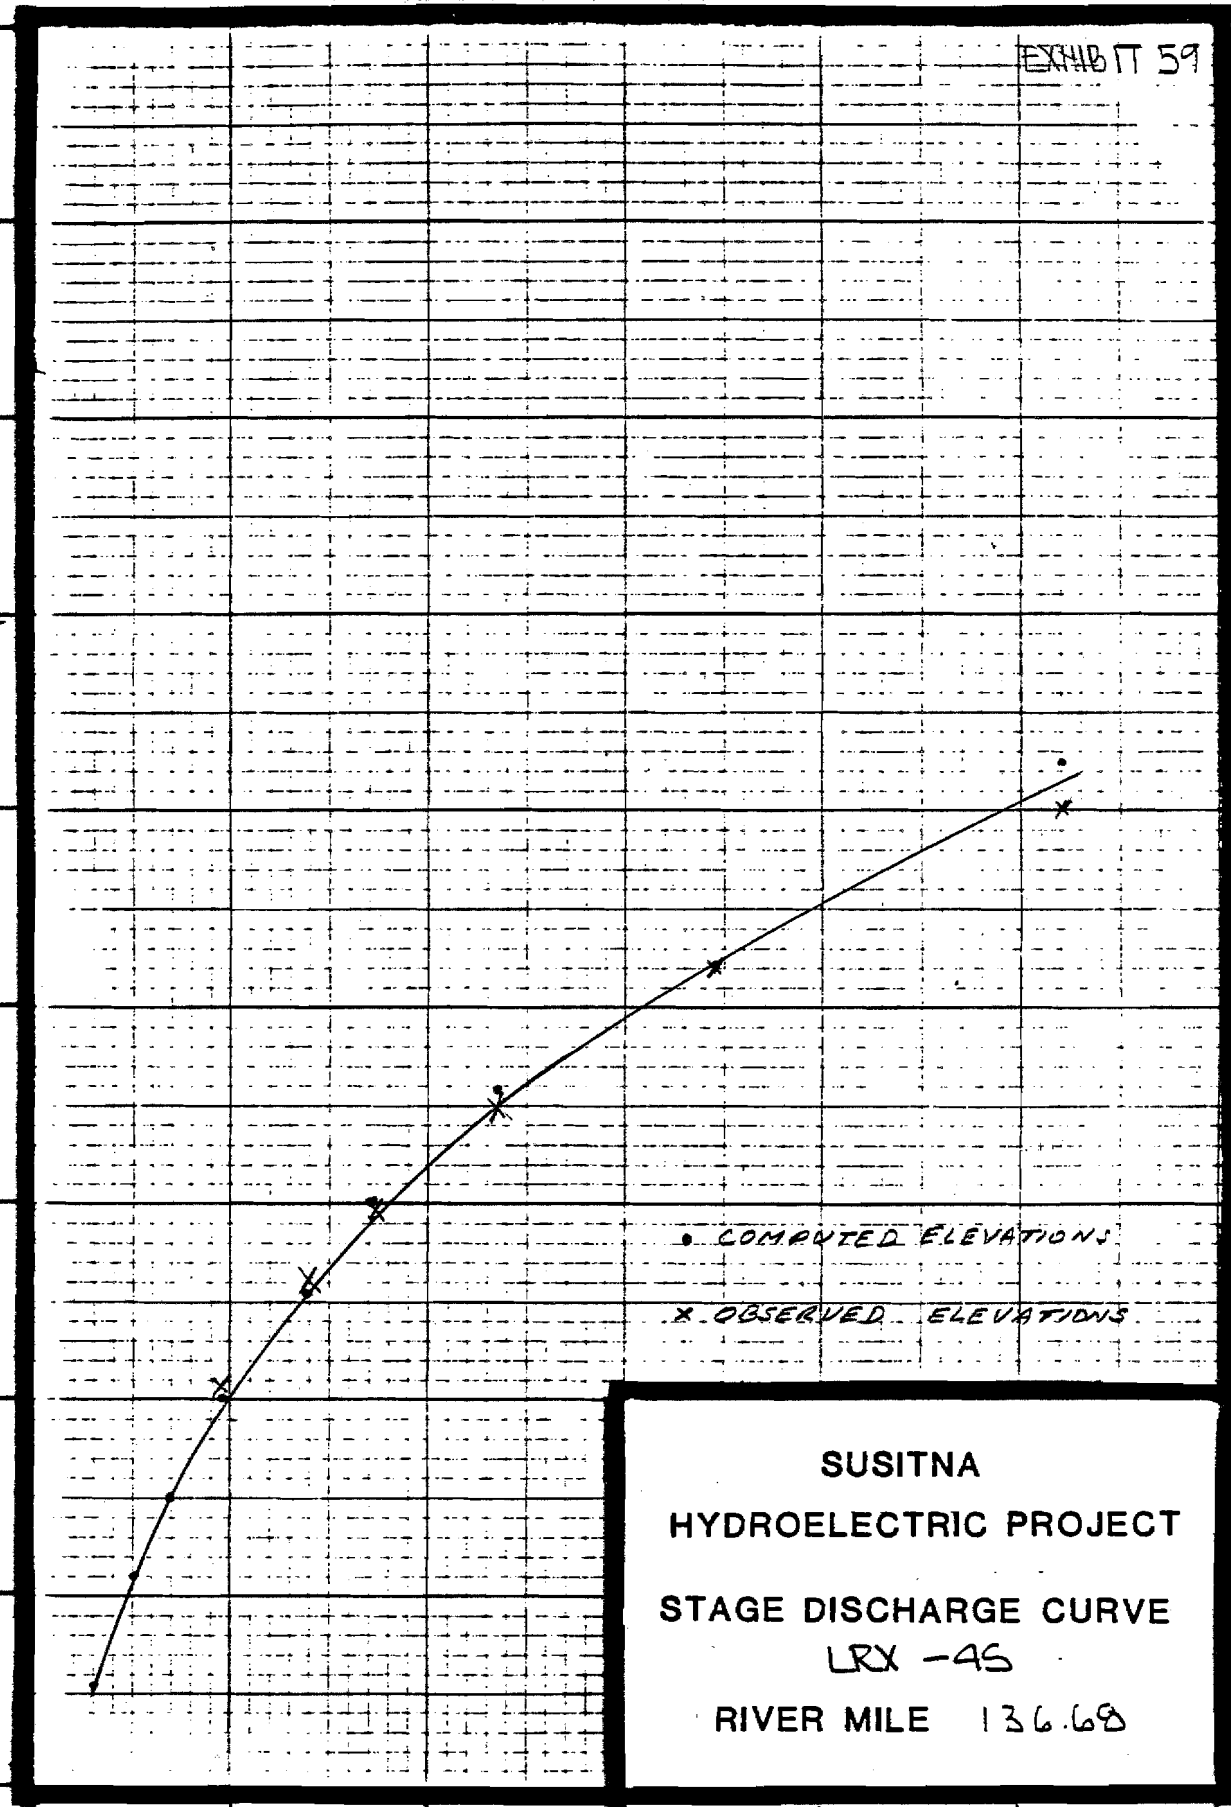 EXHIBIT 59
• COMPUTED ELEVATIONS
x OBSERVED ELEVATIONS
SUSITNA
HYDROELECTRIC PROJECT
STAGE DISCHARGE CURVE
LRX -45
RIVER MILE 136.68